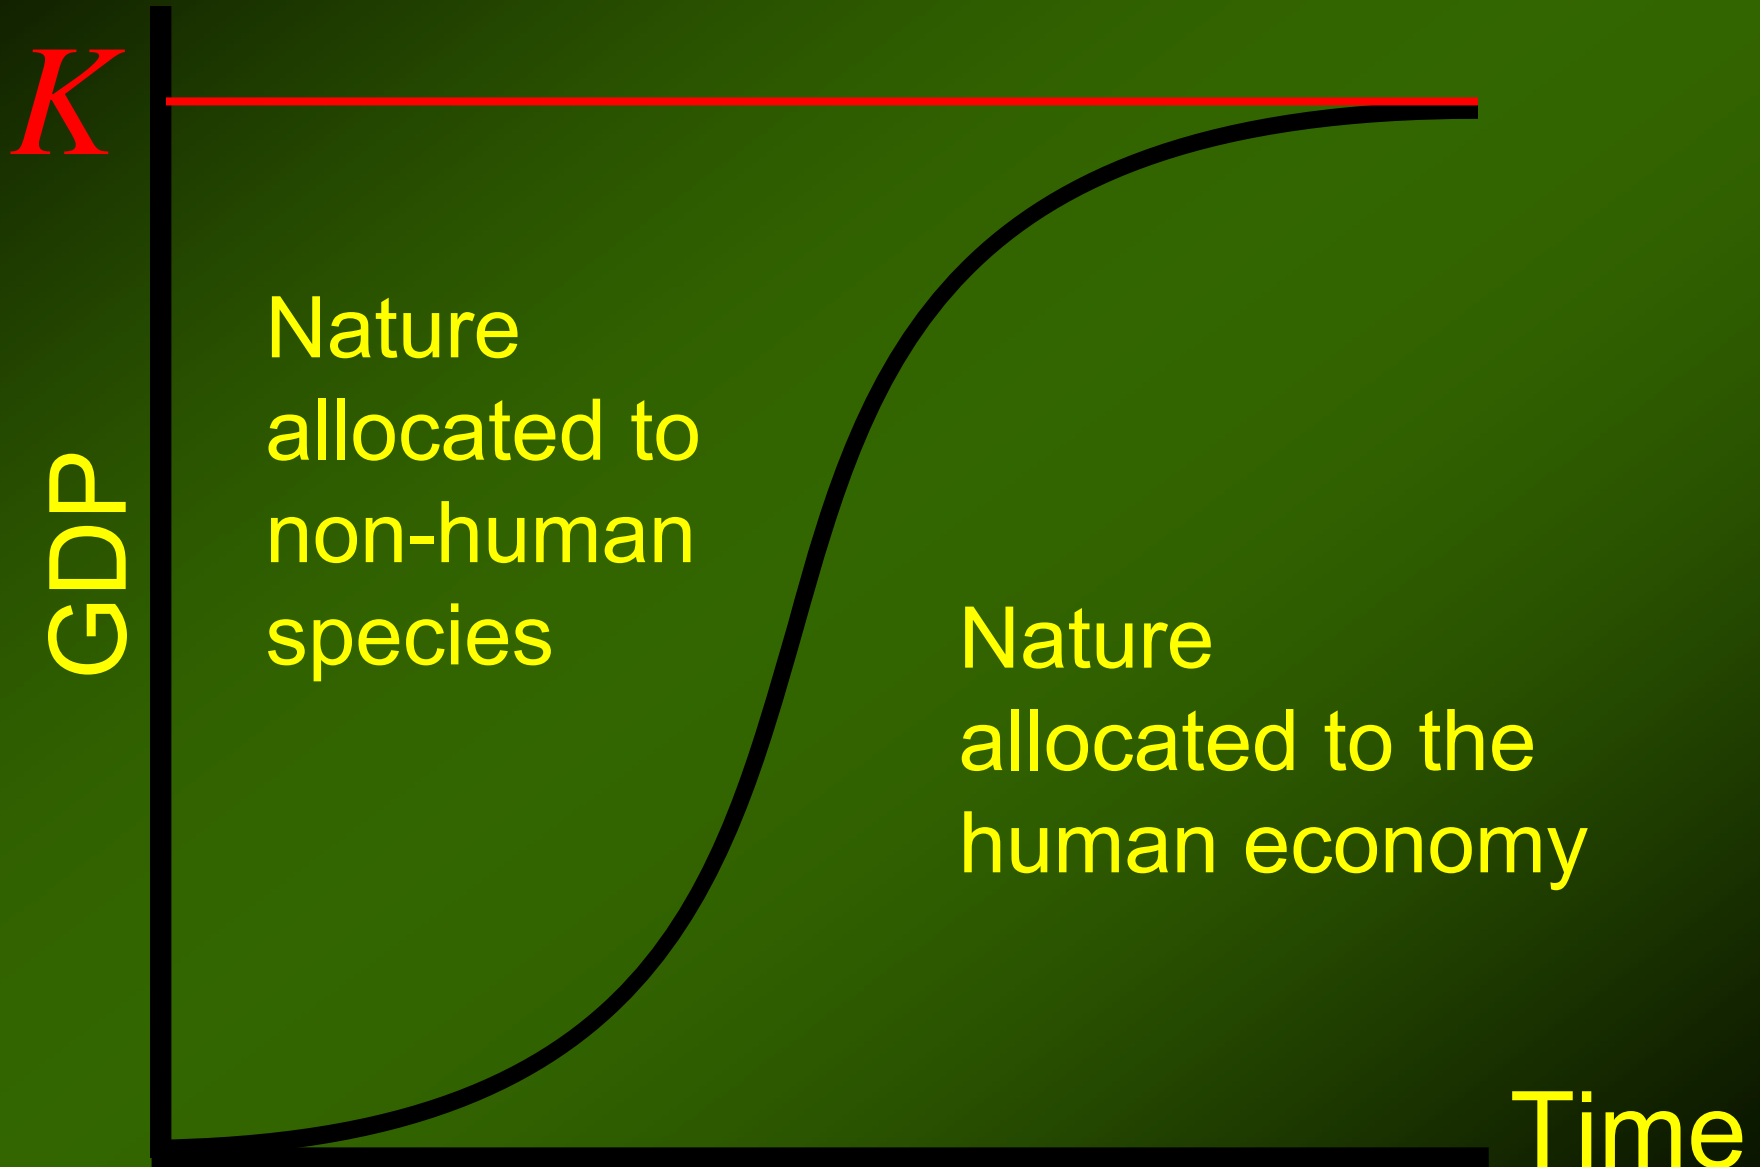 K
GDP
Nature
allocated to
non-human
species
Nature
allocated to the
human economy
Time